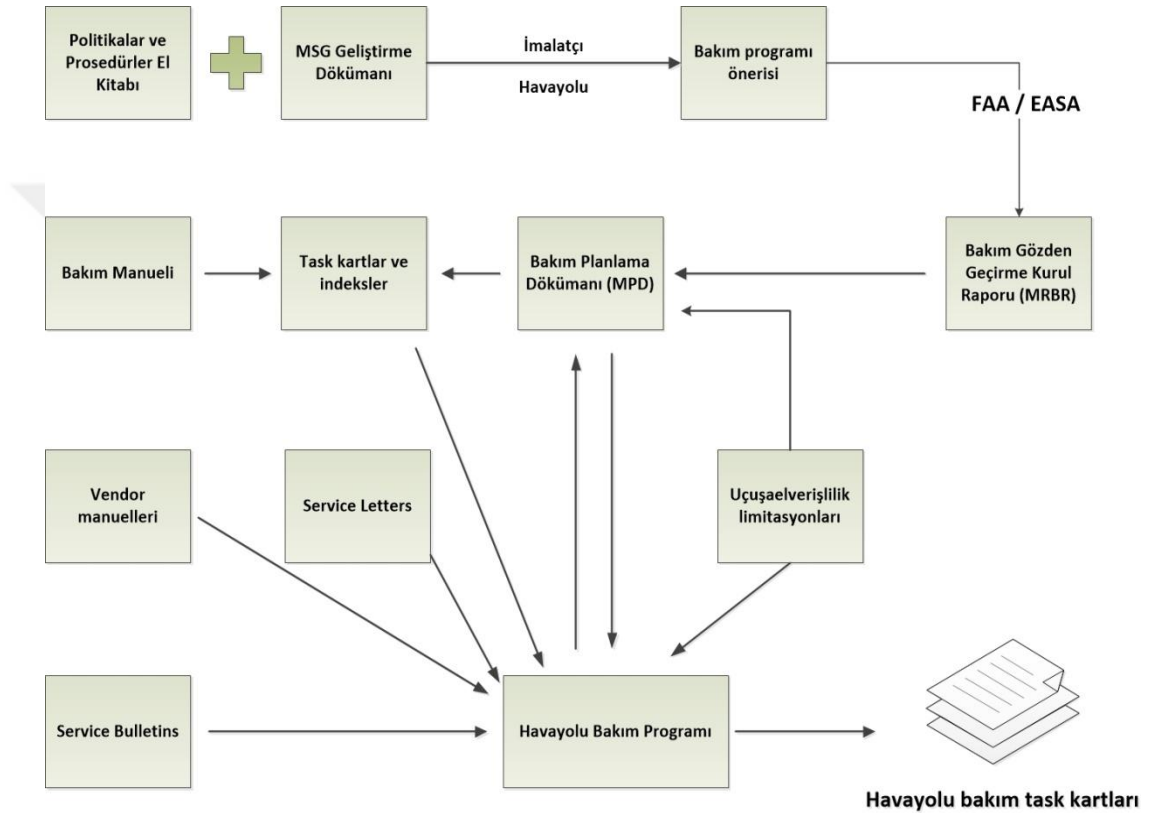 Politikalar ve
Prosedürler El
Kitabı
MSG Geliştirme
Dökümanı
İmalatçı
Havayolu
Bakım programı
önerisi
FAA / EASA
Bakım Manueli
Task kartlar ve
indeksler
Bakım Planlama
Dökümanı (MPD)
Bakım Gözden
Geçirme Kurul
Raporu (MRBR)
Vendor
manuelleri
Service Letters
Uçuşaelverişlilik
limitasyonları
Service Bulletins
Havayolu Bakım Programı
Havayolu bakım task kartları